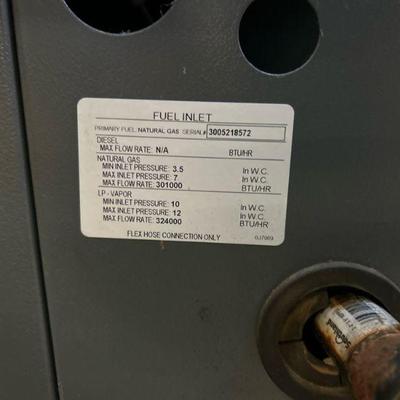 FUEL INLET
PRIMARY FUEL: NATURAL GAS SERIAL# 3005218572
DIESEL
MAX FLOW RATE: N/A BTU/HR
NATURAL GAS
MIN INLET PRESSURE: 3.5 In W.C.
MAX INLET PRESSURE: 7 In W.C.
MAX FLOW RATE: 301000 BTU/HR
LP - VAPOR
MIN INLET PRESSURE: 10 In W.C.
MAX INLET PRESSURE: 12 In W.C.
MAX FLOW RATE: 324000 BTU/HR
FLEX HOSE CONNECTION ONLY 0J7069